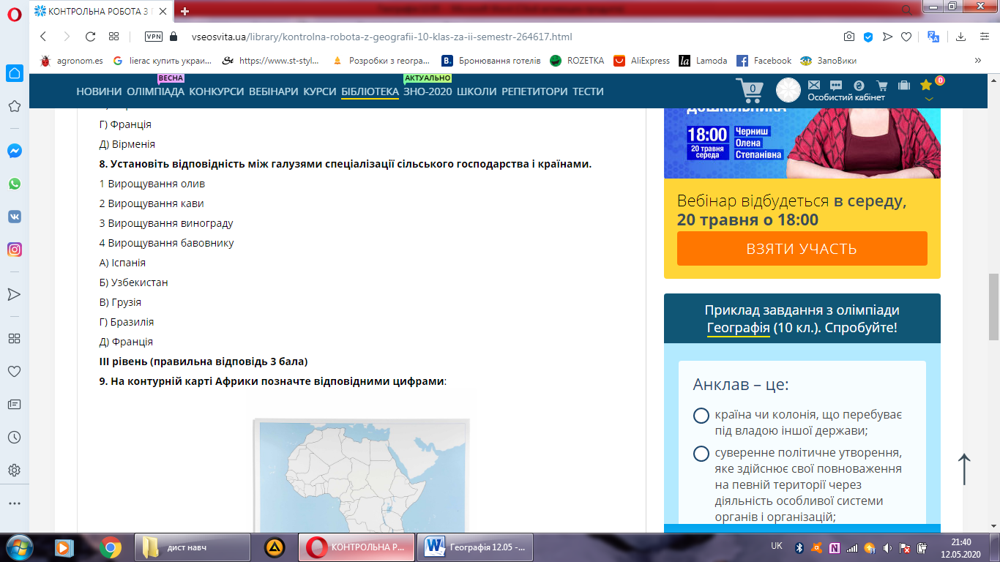 КОНТРОЛЬНА РОБОТА З Г
VPN
vseosvita.ua/library/kontrolna-robota-z-geografii-10-klas-za-ii-semestr-264617.html
agronom.es
lierac купить украи...
https://www.st-styl...
Розробки з геогра...
Бронювання готелів
ROZETKA
AliExpress
Lamoda
Facebook
ЗапоВики
»
ВЕСНА
АКТУАЛЬНО
НОВИНИ ОЛІМПІАДА КОНКУРСИ ВЕБІНАРИ КУРСИ БІБЛІОТЕКА ЗНО-2020 ШКОЛИ РЕПЕТИТОРИ ТЕСТИ
0
Особистий кабінет
0
Г) Франція
Д) Вірменія
8. Установіть відповідність між галузями спеціалізації сільського господарства і країнами.
1 Вирощування олив
2 Вирощування кави
3 Вирощування винограду
4 Вирощування бавовнику
А) Іспанія
Б) Узбекистан
В) Грузія
Г) Бразилія
Д) Франція
ІІІ рівень (правильна відповідь 3 бала)
9. На контурній карті Африки позначте відповідними цифрами:
ДОШКІЛЬНИКА
18:00
20 травня
середа
Черниш
Олена
Степанівна
Вебінар відбудеться в середу,
20 травня о 18:00
ВЗЯТИ УЧАСТЬ
Приклад завдання з олімпіади
Географія (10 кл.). Спробуйте!
Анклав – це:
країна чи колонія, що перебуває
під владою іншої держави;
суверенне політичне утворення,
яке здійснює свої повноваження
на певній території через
діяльність особливої системи
органів і організацій;
дист навч
КОНТРОЛЬНА Р...
Географія 12.05 -...
UK
21:40
12.05.2020